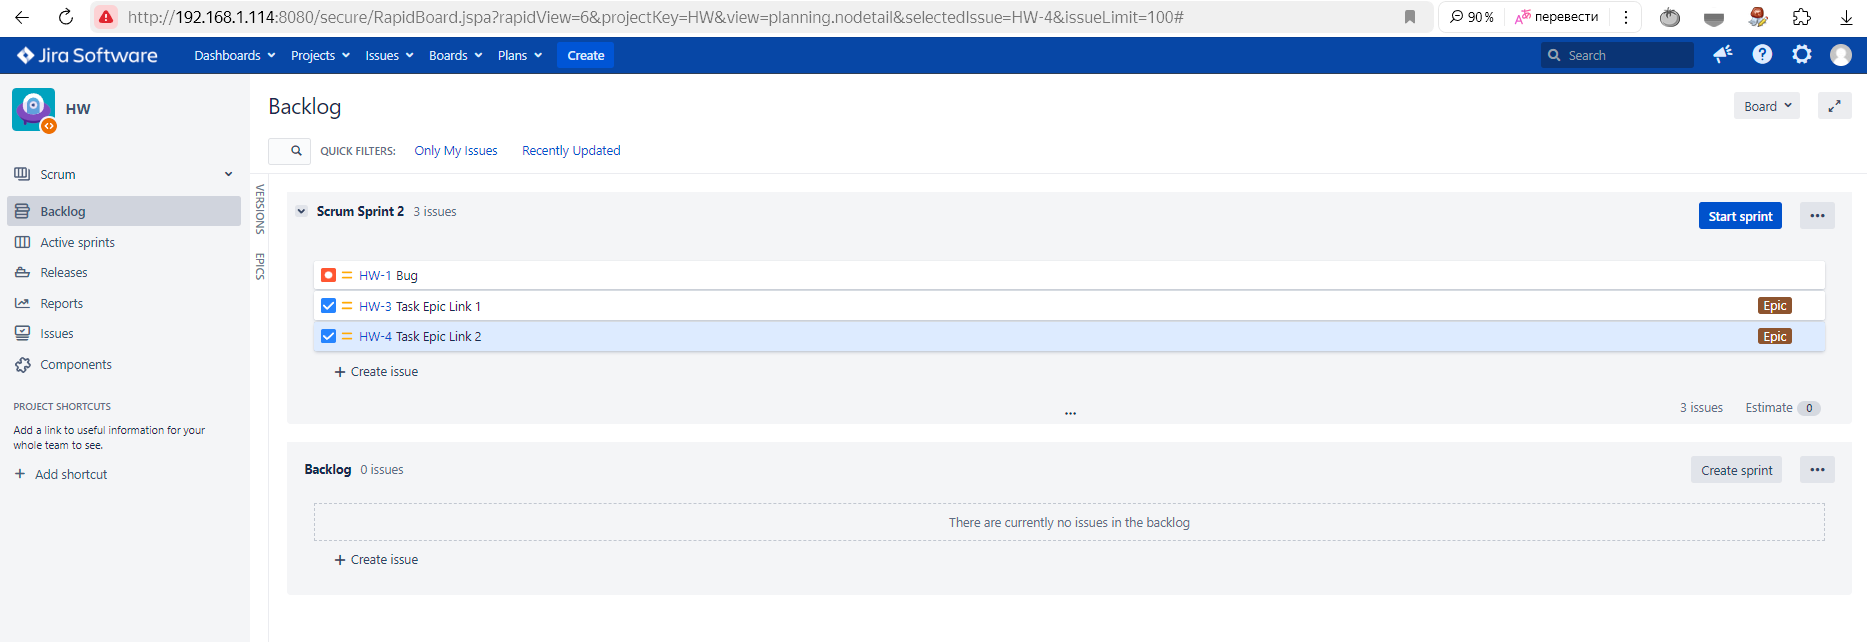 http://192.168.1.114:8080/secure/RapidBoard.jspa?rapidView=6&projectKey=HW&view=planning.nodetail&selectedIssue=HW-4&issueLimit=100#
90%
перевести
Jira Software
Dashboards
Projects
Issues
Boards
Plans
Create
Search
HW
Scrum
Backlog
Active sprints
Releases
Reports
Issues
Components
PROJECT SHORTCUTS
Add a link to useful information for your
whole team to see.
+ Add shortcut
Backlog
Board
QUICK FILTERS:
Only My Issues
Recently Updated
VERSIONS
EPICS
Scrum Sprint 2 3 issues
Start sprint
...
HW-1 Bug
HW-3 Task Epic Link 1
Epic
HW-4 Task Epic Link 2
Epic
+ Create issue
...
3 issues
Estimate 0
Backlog 0 issues
Create sprint
...
There are currently no issues in the backlog
+ Create issue